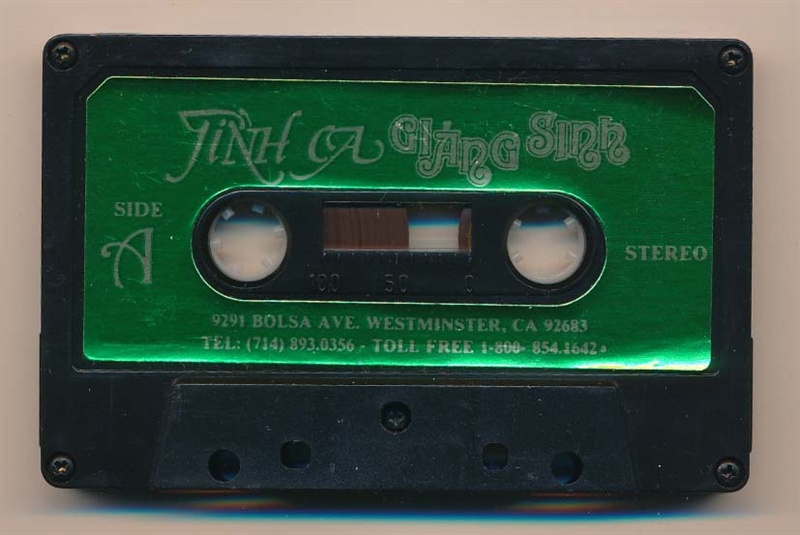 TÌNH CA GIÁNG SINH
SIDE
A
STEREO
100 50 0
9291 BOLSA AVE. WESTMINSTER, CA 92683
TEL: (714) 893.0356 - TOLL FREE 1-800- 854.1642